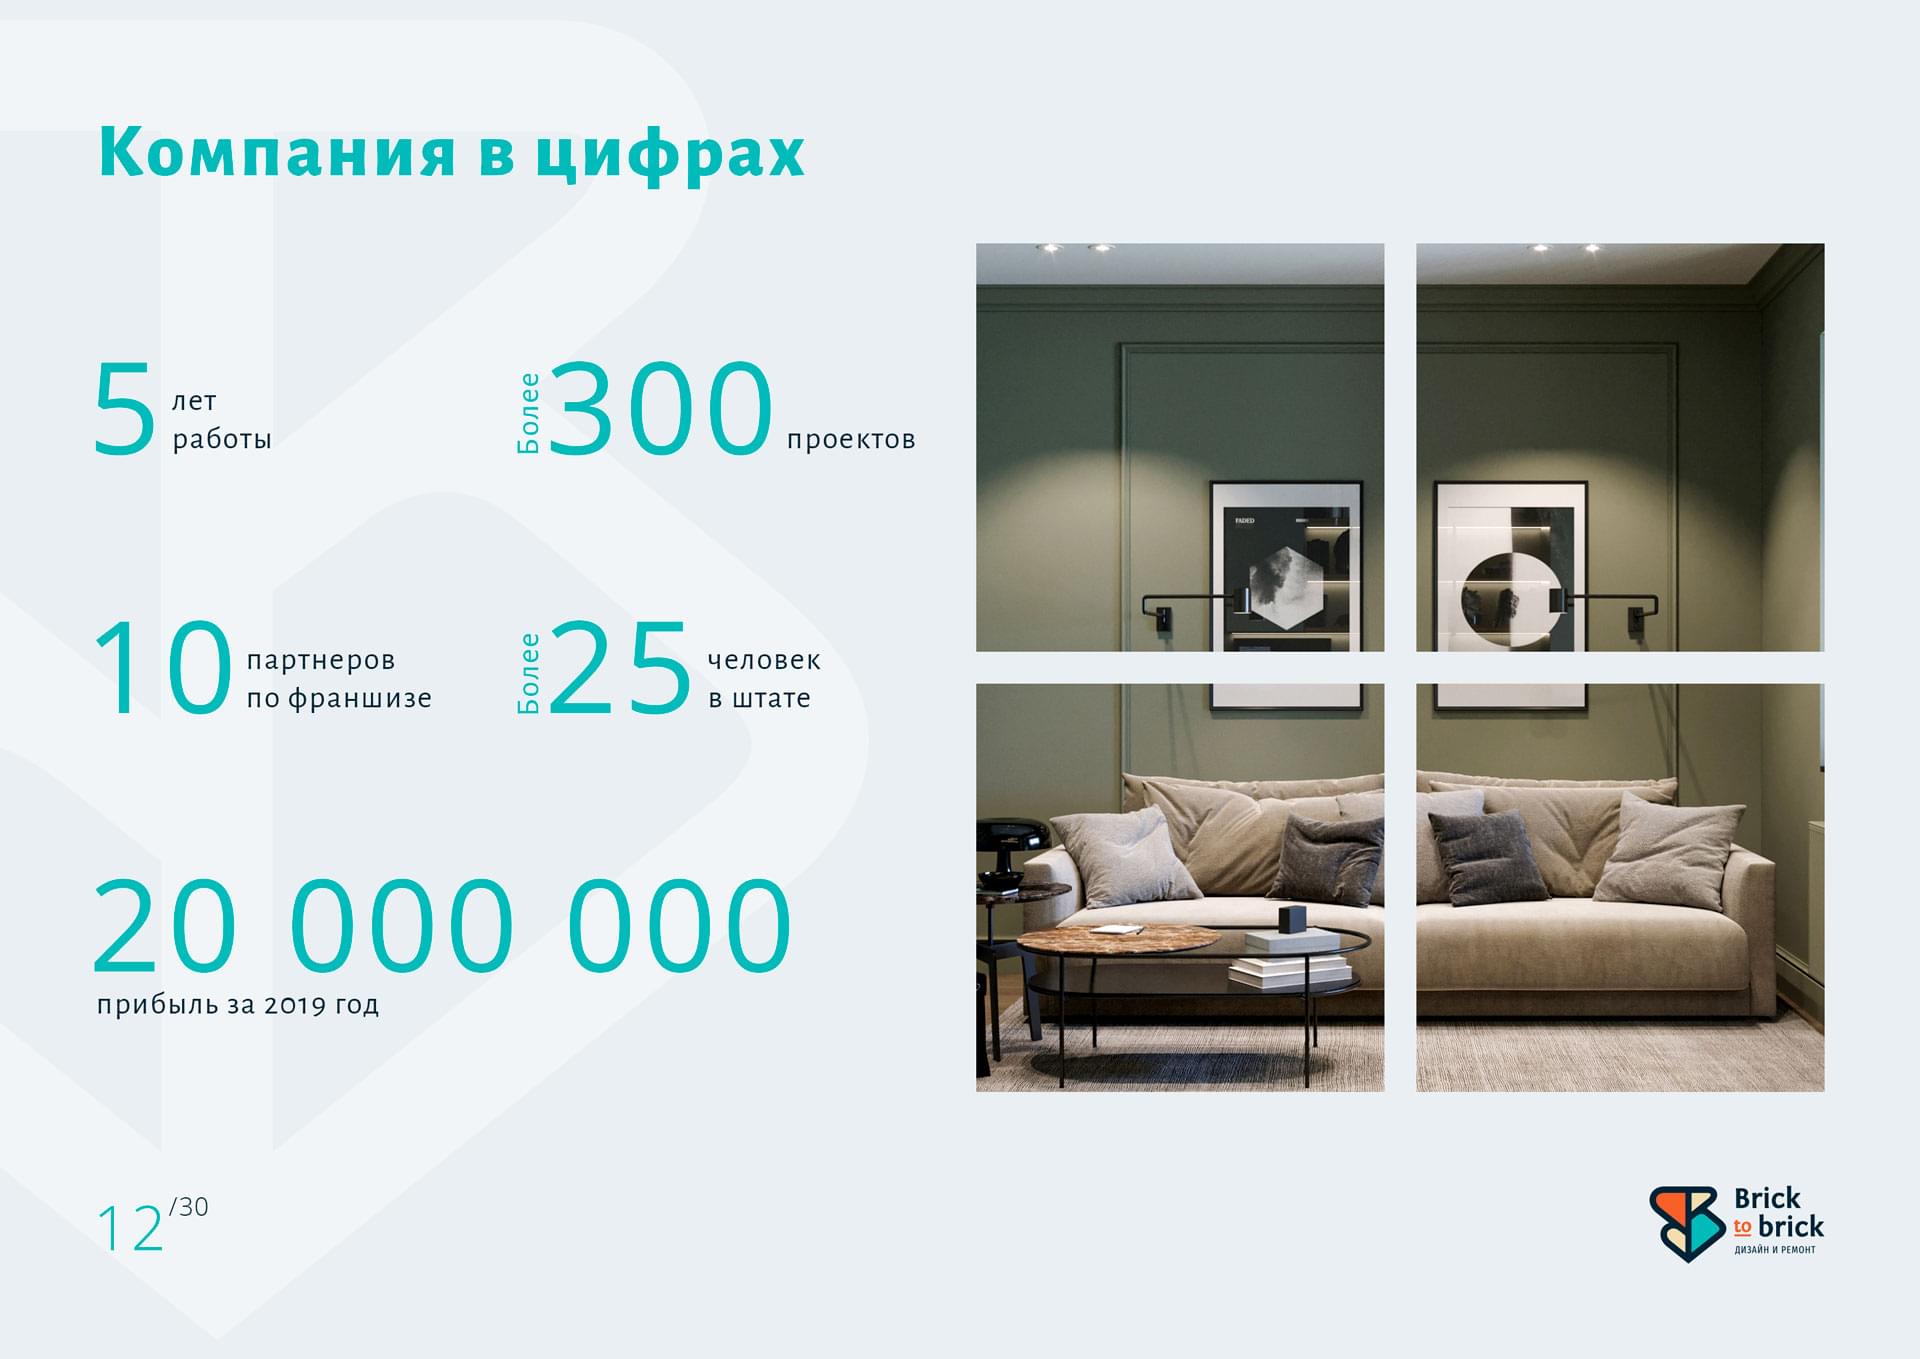 Компания в цифрах
5 лет
работы
Более 300 проектов
10 партнеров
по франшизе
Более 25 человек
в штате
20 000 000
прибыль за 2019 год
FADED
12/30
Brick
to brick
ДИЗАЙН И РЕМОНТ